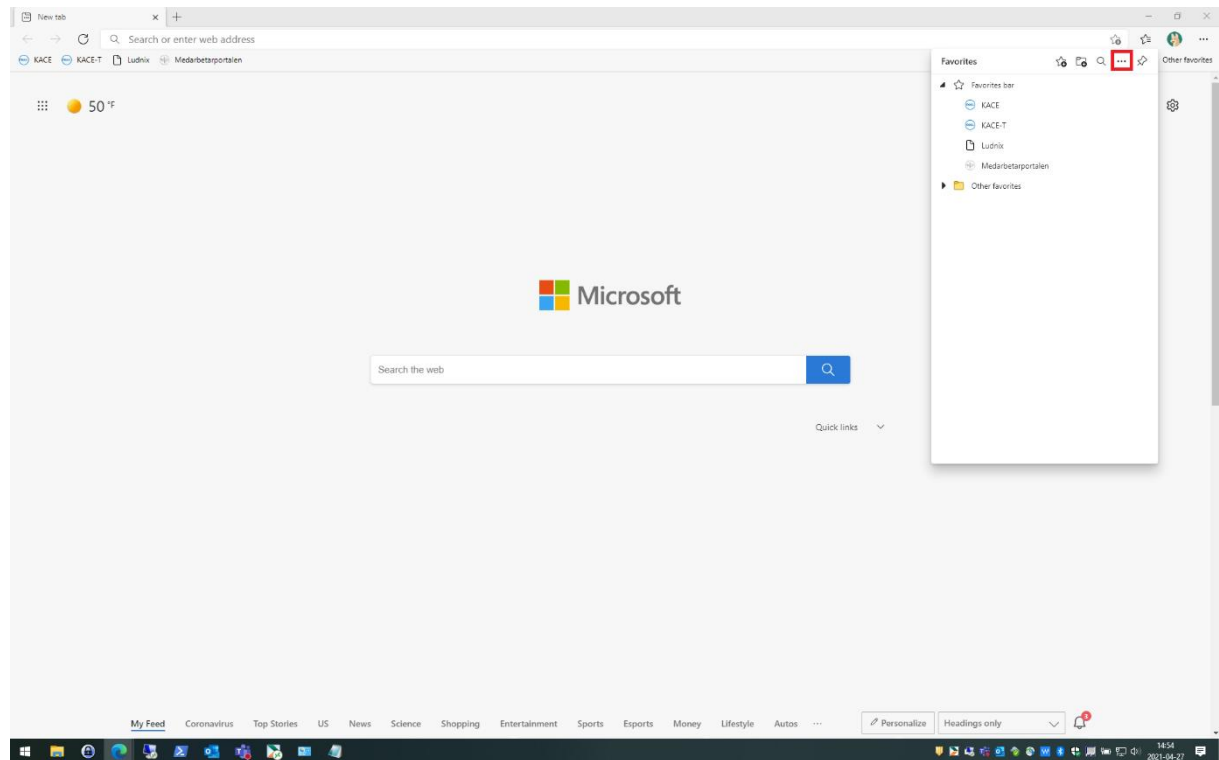 New tab
Search or enter web address
KACE KACE-T Ludnix Medarbetarportalen Other favorites
Favorites
Favorites bar
KACE
KACE-T
Ludnix
Medarbetarportalen
Other favorites
50 °F
Microsoft
Search the web
Quick links
My Feed Coronavirus Top Stories US News Science Shopping Entertainment Sports Esports Money Lifestyle Autos ... Personalize Headings only 3
14:54
2021-04-27